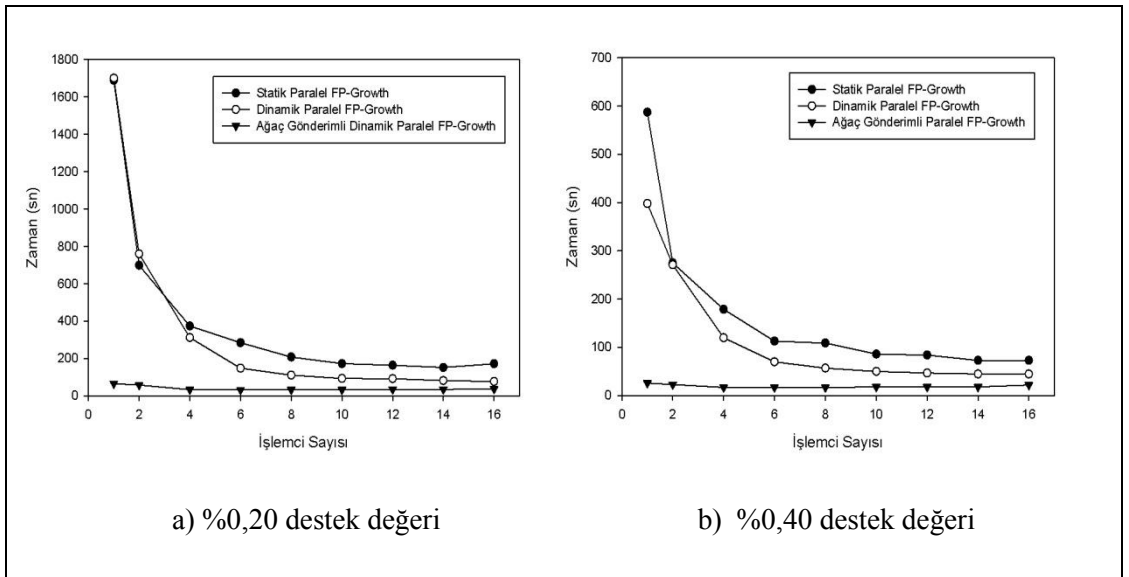 1800
1600
1400
1200
1000
800
600
400
200
0
Zaman (sn)
Statik Paralel FP-Growth
Dinamik Paralel FP-Growth
Ağaç Gönderimli Dinamik Paralel FP-Growth
0 2 4 6 8 10 12 14 16
İşlemci Sayısı
a) %0,20 destek değeri
700
600
500
400
300
200
100
0
Zaman (sn)
Statik Paralel FP-Growth
Dinamik Paralel FP-Growth
Ağaç Gönderimli Paralel FP-Growth
0 2 4 6 8 10 12 14 16
İşlemci Sayısı
b) %0,40 destek değeri